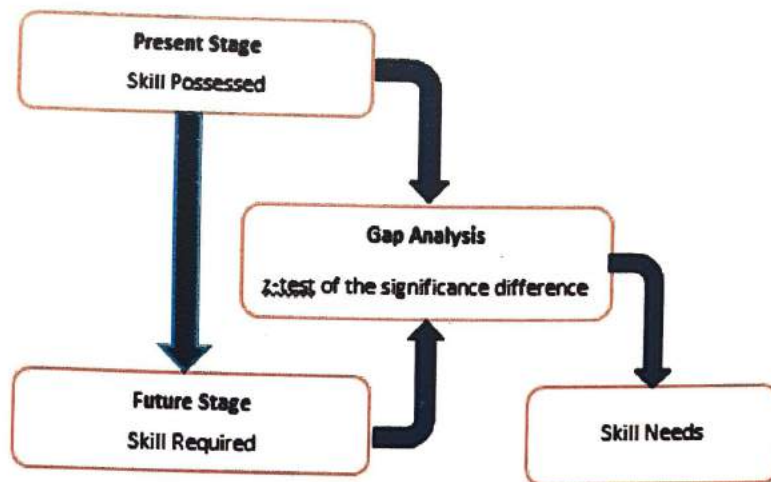 Present Stage
Skill Possessed
Gap Analysis
z-test of the significance difference
Future Stage
Skill Required
Skill Needs